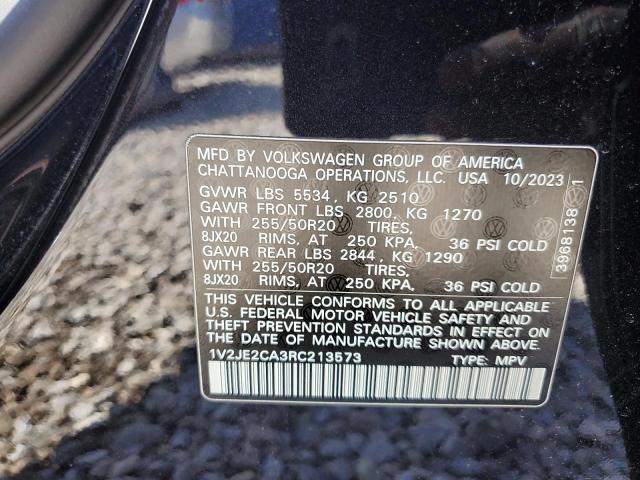 MFD BY VOLKSWAGEN GROUP OF AMERICA
CHATTANOOGA OPERATIONS, LLC. USA 10/2023
GVWR LBS 5534, KG 2510
GAWR FRONT LBS 2800, KG 1270
WITH 255/50R20 TIRES,
8JX20 RIMS, AT 250 KPA, 36 PSI COLD
GAWR REAR LBS 2844, KG 1290
WITH 255/50R20 TIRES,
8JX20 RIMS, AT 250 KPA, 36 PSI COLD
THIS VEHICLE CONFORMS TO ALL APPLICABLE
U.S. FEDERAL MOTOR VEHICLE SAFETY AND
THEFT PREVENTION STANDARDS IN EFFECT ON
THE DATE OF MANUFACTURE SHOWN ABOVE.
1V2JE2CA3RC213573 TYPE: MPV
3968138 1